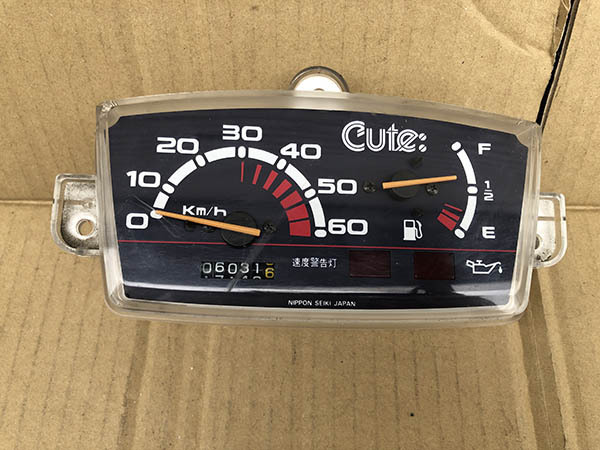 Cute:
0 10 20 30 40 50 60
Km/h
F
1/2
E
060316
速度警告灯
NIPPON SEIKI JAPAN